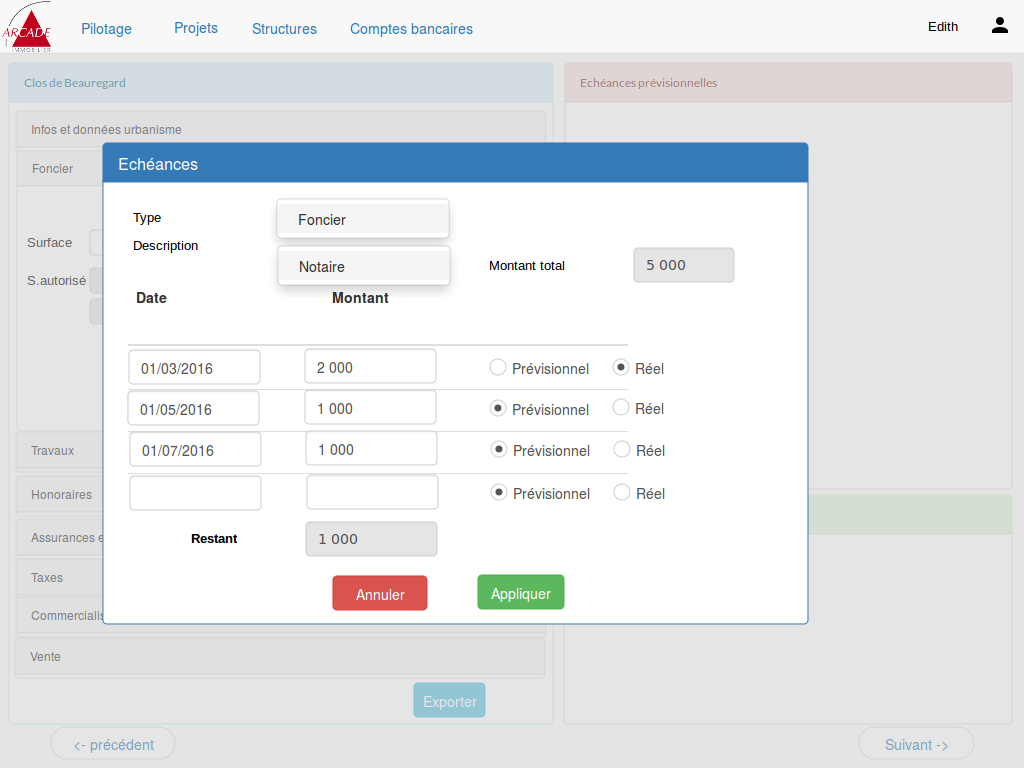 ARCADE
IMMOBILIER
Pilotage
Projets
Structures
Comptes bancaires
Edith
Clos de Beauregard
Echéances prévisionnelles
Infos et données urbanisme
Foncier
Surface
S.autorisé
Travaux
Honoraires
Assurances e
Taxes
Commercialis
Vente
Exporter
<- précédent
Suivant ->
Echéances
Type
Foncier
Description
Notaire
Montant total
5 000
Date
Montant
01/03/2016 2 000 Prévisionnel Réel
01/05/2016 1 000 Prévisionnel Réel
01/07/2016 1 000 Prévisionnel Réel
Prévisionnel Réel
Restant 1 000
Annuler
Appliquer